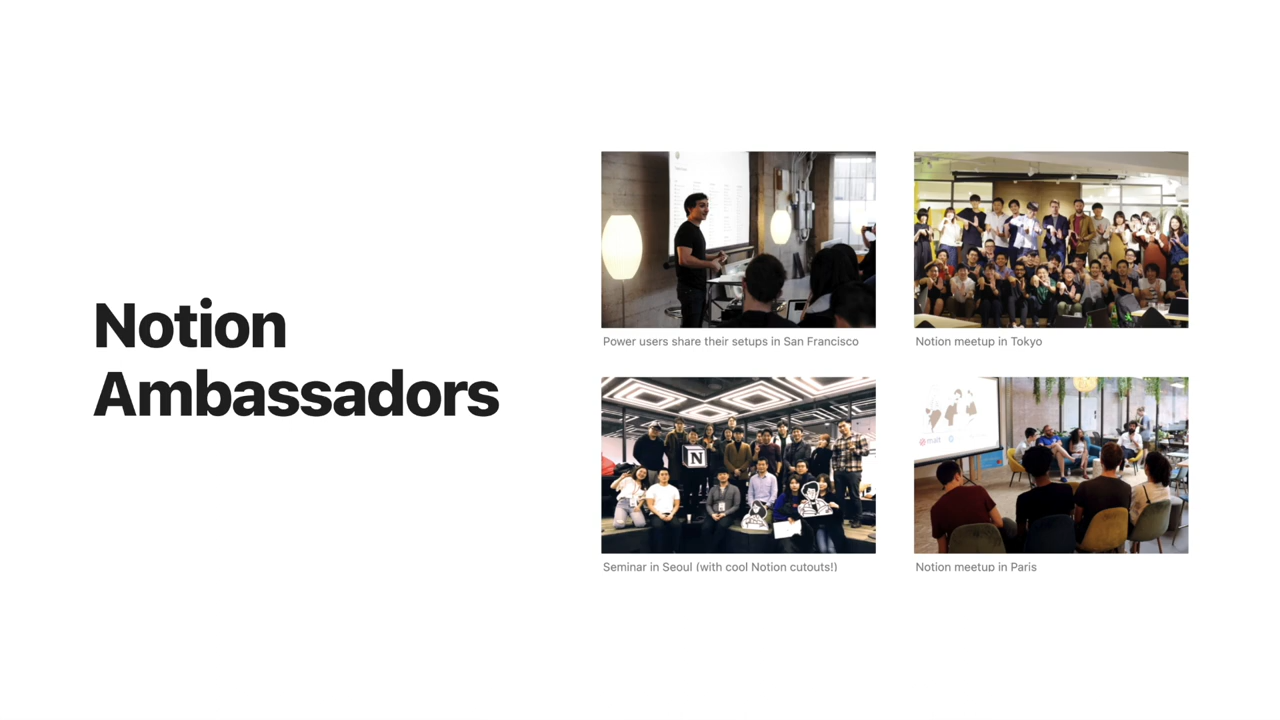 Notion
Ambassadors
Power users share their setups in San Francisco
Notion meetup in Tokyo
N
malt
Seminar in Seoul (with cool Notion cutouts!)
Notion meetup in Paris